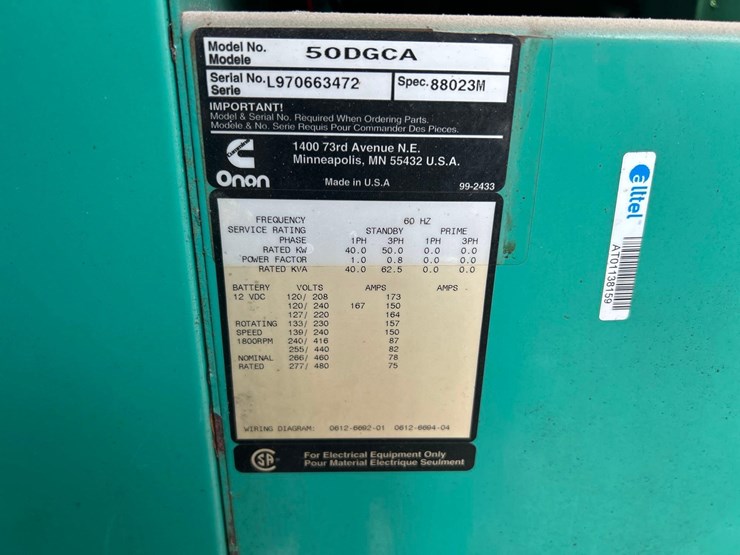 Model No.
Modele
50DGCA
Serial No.
Serie
L970663472
Spec. 88023M
IMPORTANT!
Model & Serial No. Required When Ordering Parts.
Modele & No. Serie Requis Pour Commander Des Pieces.
Onan
1400 73rd Avenue N.E.
Minneapolis, MN 55432 U.S.A.
Made in U.S.A 99-2433
FREQUENCY 60 HZ
SERVICE RATING STANDBY PRIME
PHASE 1PH 3PH 1PH 3PH
RATED KW 40.0 50.0 0.0 0.0
POWER FACTOR 1.0 0.8 0.0 0.0
RATED KVA 40.0 62.5 0.0 0.0
BATTERY VOLTS AMPS AMPS
12 VDC 120/ 208 173
120/ 240 167 150
127/ 220 164
ROTATING 133/ 230 157
SPEED 139/ 240 150
1800RPM 240/ 416 87
255/ 440 82
NOMINAL 266/ 460 78
RATED 277/ 480 75
WIRING DIAGRAM: 0612-6692-01 0612-6694-04
CSA
For Electrical Equipment Only
Pour Material Electrique Seulment
alltel
AT01138159